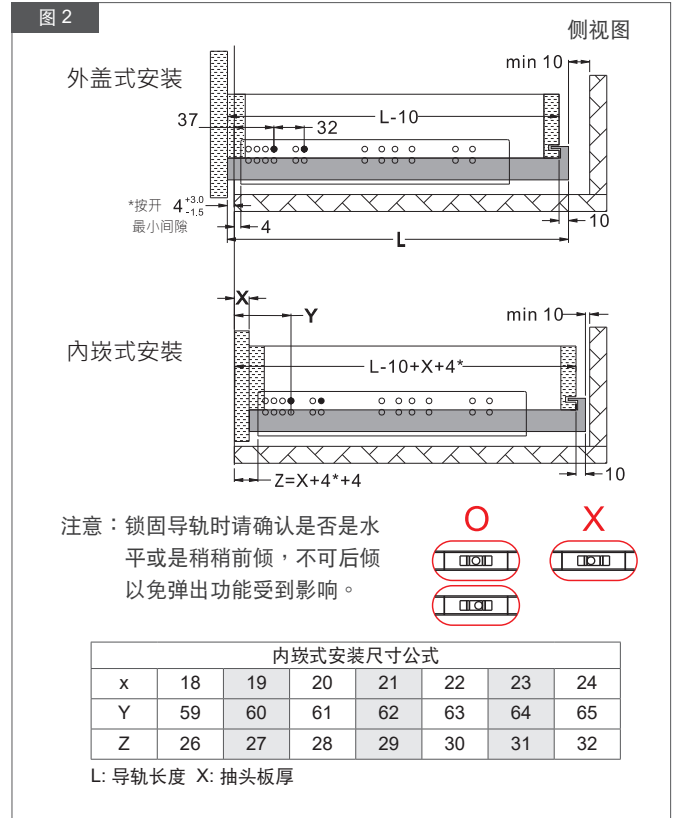 图 2
侧视图
外盖式安装
min 10
L-10
37
32
*按开 4 +3.0 -1.5
最小间隙
4
10
L
X
Y
min 10
內崁式安装
L-10+X+4*
Z=X+4*+4
10
注意：锁固导轨时请确认是否是水
平或是稍稍前倾，不可后倾
以免弹出功能受到影响。
O X
内崁式安装尺寸公式
x 18 19 20 21 22 23 24
Y 59 60 61 62 63 64 65
Z 26 27 28 29 30 31 32
L: 导轨长度 X: 抽头板厚